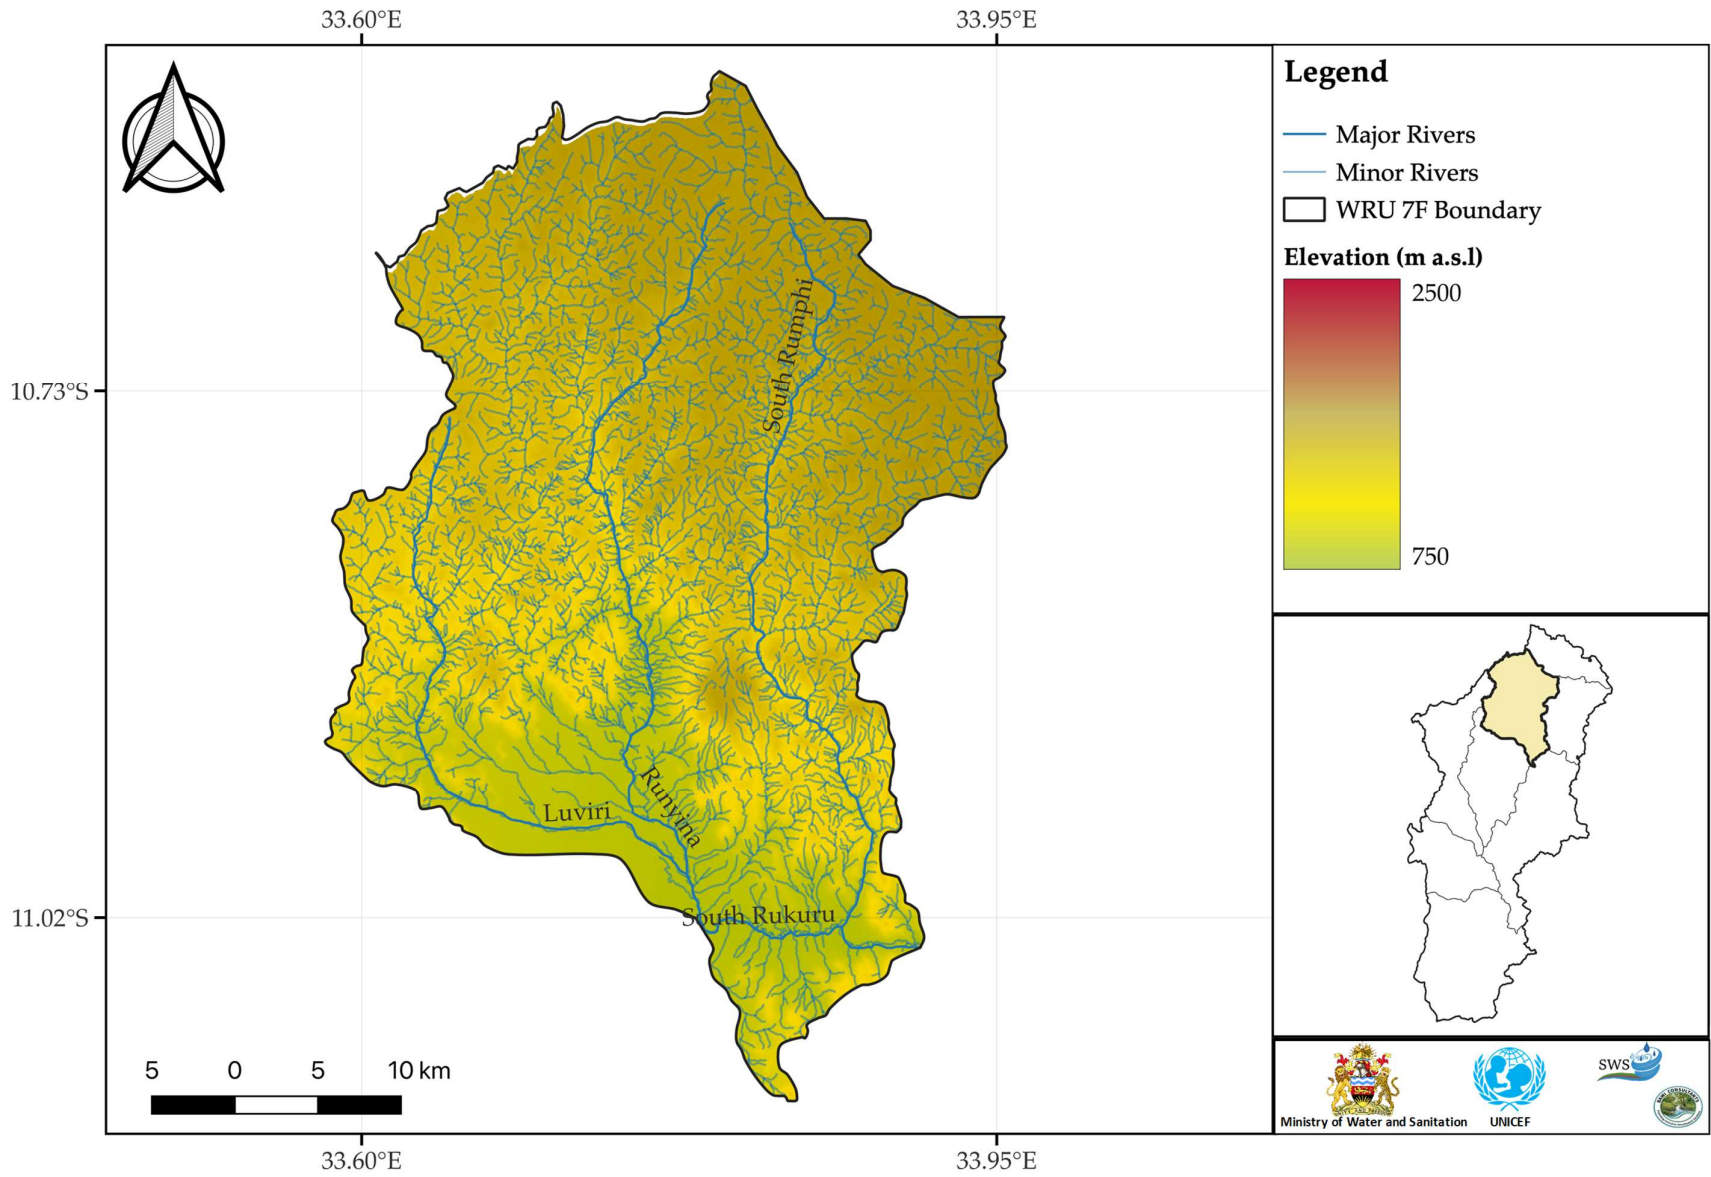 33.60°E 33.95°E
Legend
Major Rivers
Minor Rivers
WRU 7F Boundary
Elevation (m a.s.l)
2500
750
10.73°S
11.02°S
South Rumphi
Runyina
Luviri
South Rukuru
5 0 5 10 km
33.60°E 33.95°E
SWS
Ministry of Water and Sanitation
UNICEF